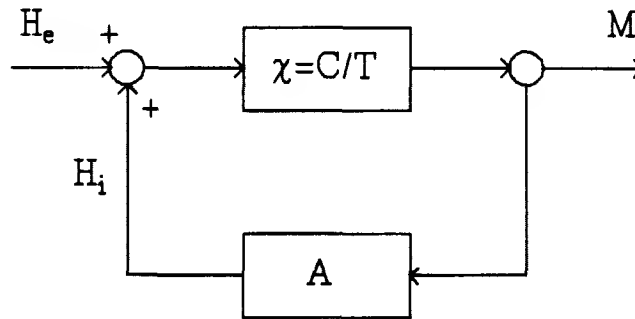 H_e
+
χ=C/T
M
+
H_i
A